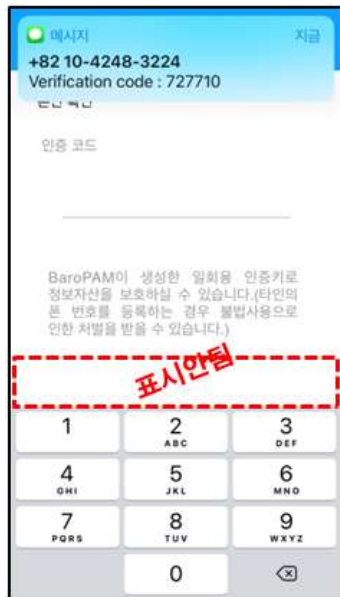 메시지 지금
+82 10-4248-3224
Verification code : 727710
본인 확인
인증 코드
BaroPAM이 생성한 일회용 인증키로
정보자산을 보호하실 수 있습니다.(타인의
폰 번호를 등록하는 경우 불법사용으로
인한 처벌을 받을 수 있습니다.)
표시안됨
1 2 3
ABC DEF
4 5 6
GHI JKL MNO
7 8 9
PQRS TUV WXYZ
0